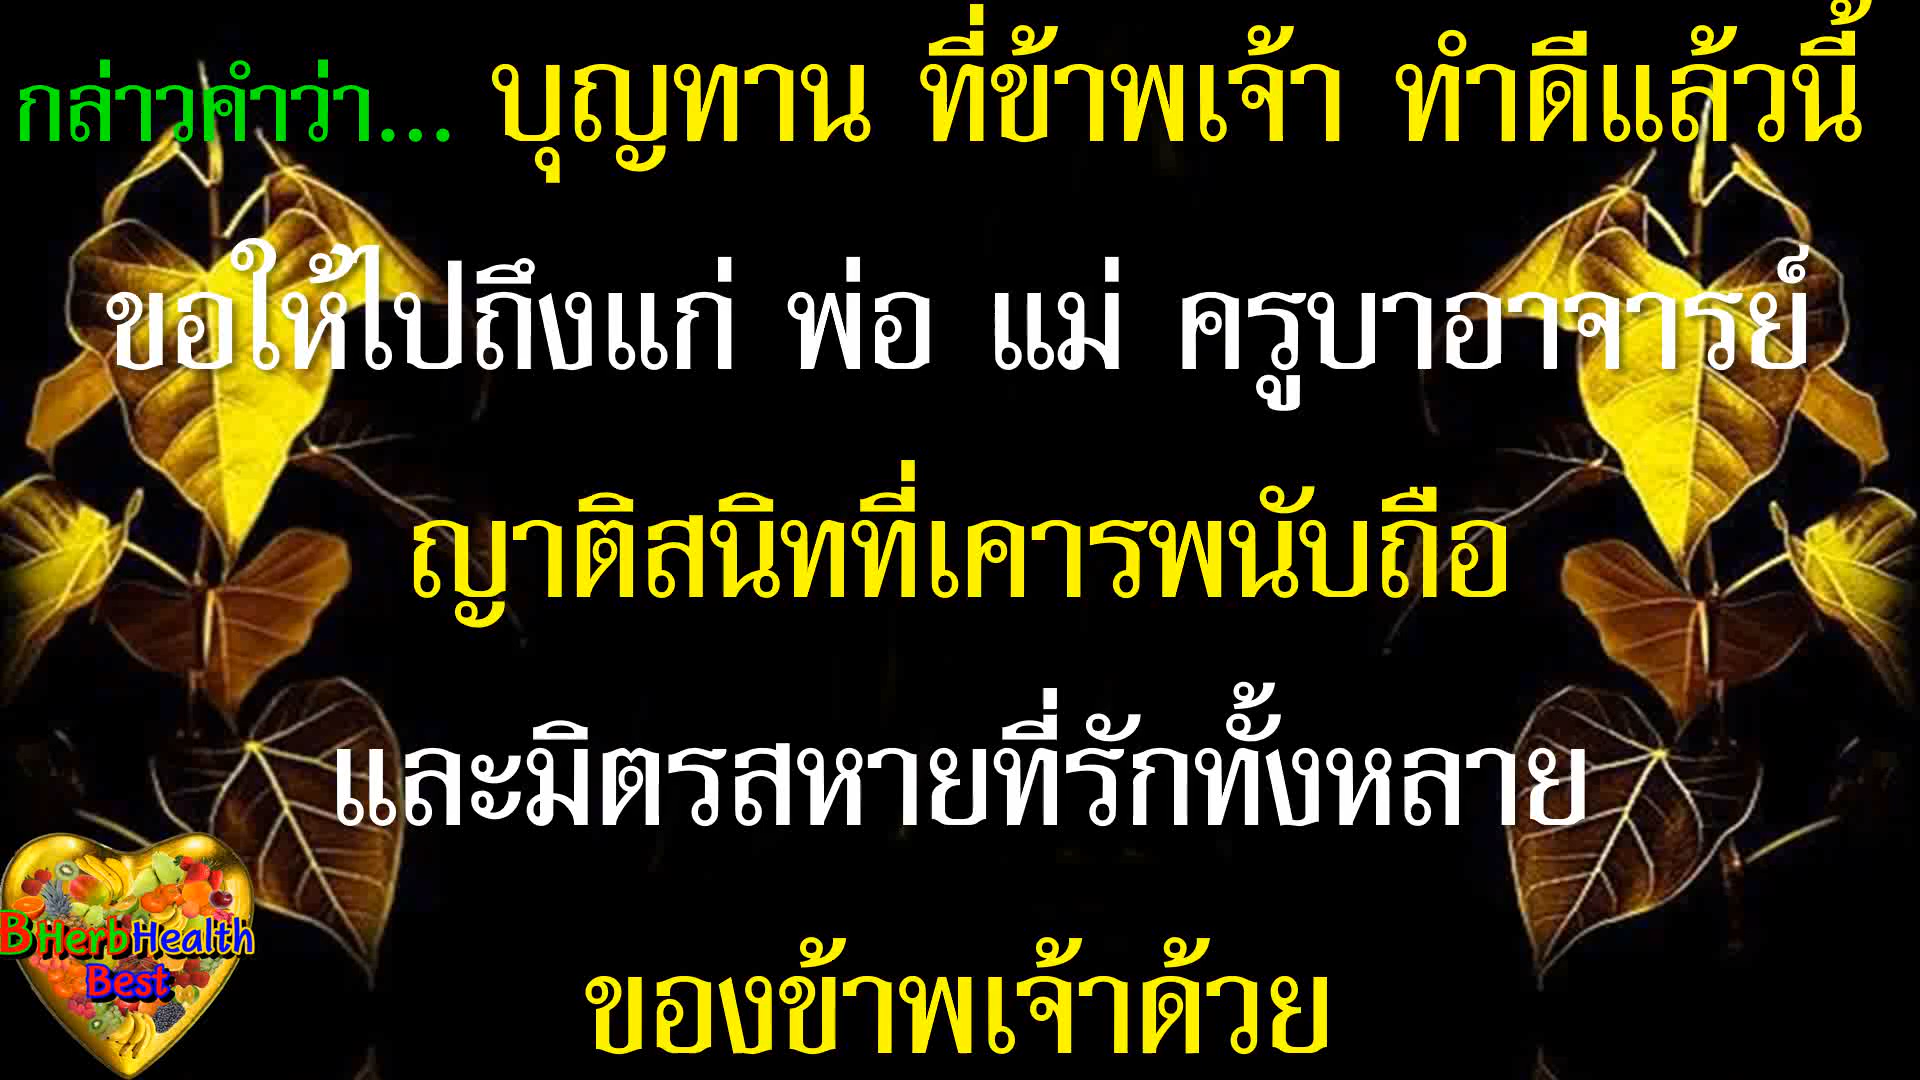 กล่าวคำว่า... บุญทาน ที่ข้าพเจ้า ทำดีแล้วนี้
ขอให้ไปถึงแก่ พ่อ แม่ ครูบาอาจารย์
ญาติสนิทที่เคารพนับถือ
และมิตรสหายที่รักทั้งหลาย
ของข้าพเจ้าด้วย
BHerbHealth
Best